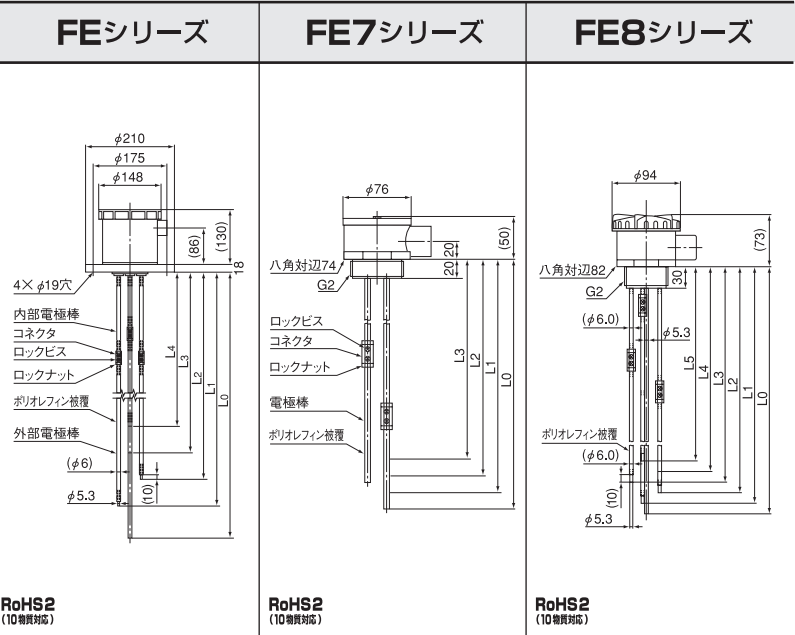 FEシリーズ
FE7シリーズ
FE8シリーズ
φ210
φ175
φ148
(86)
(130)
18
4×φ19穴
内部電極棒
コネクタ
ロックビス
ロックナット
ポリオレフィン被覆
外部電極棒
(φ6)
φ5.3
(10)
L4
L3
L2
L1
L0
RoHS2
(10物質対応)
φ76
(50)
20
20
八角対辺74
G2
ロックビス
コネクタ
ロックナット
電極棒
ポリオレフィン被覆
L3
L2
L1
L0
RoHS2
(10物質対応)
φ94
(73)
八角対辺82
30
G2
(φ6.0)
φ5.3
ポリオレフィン被覆
(φ6.0)
(10)
φ5.3
L5
L4
L3
L2
L1
L0
RoHS2
(10物質対応)